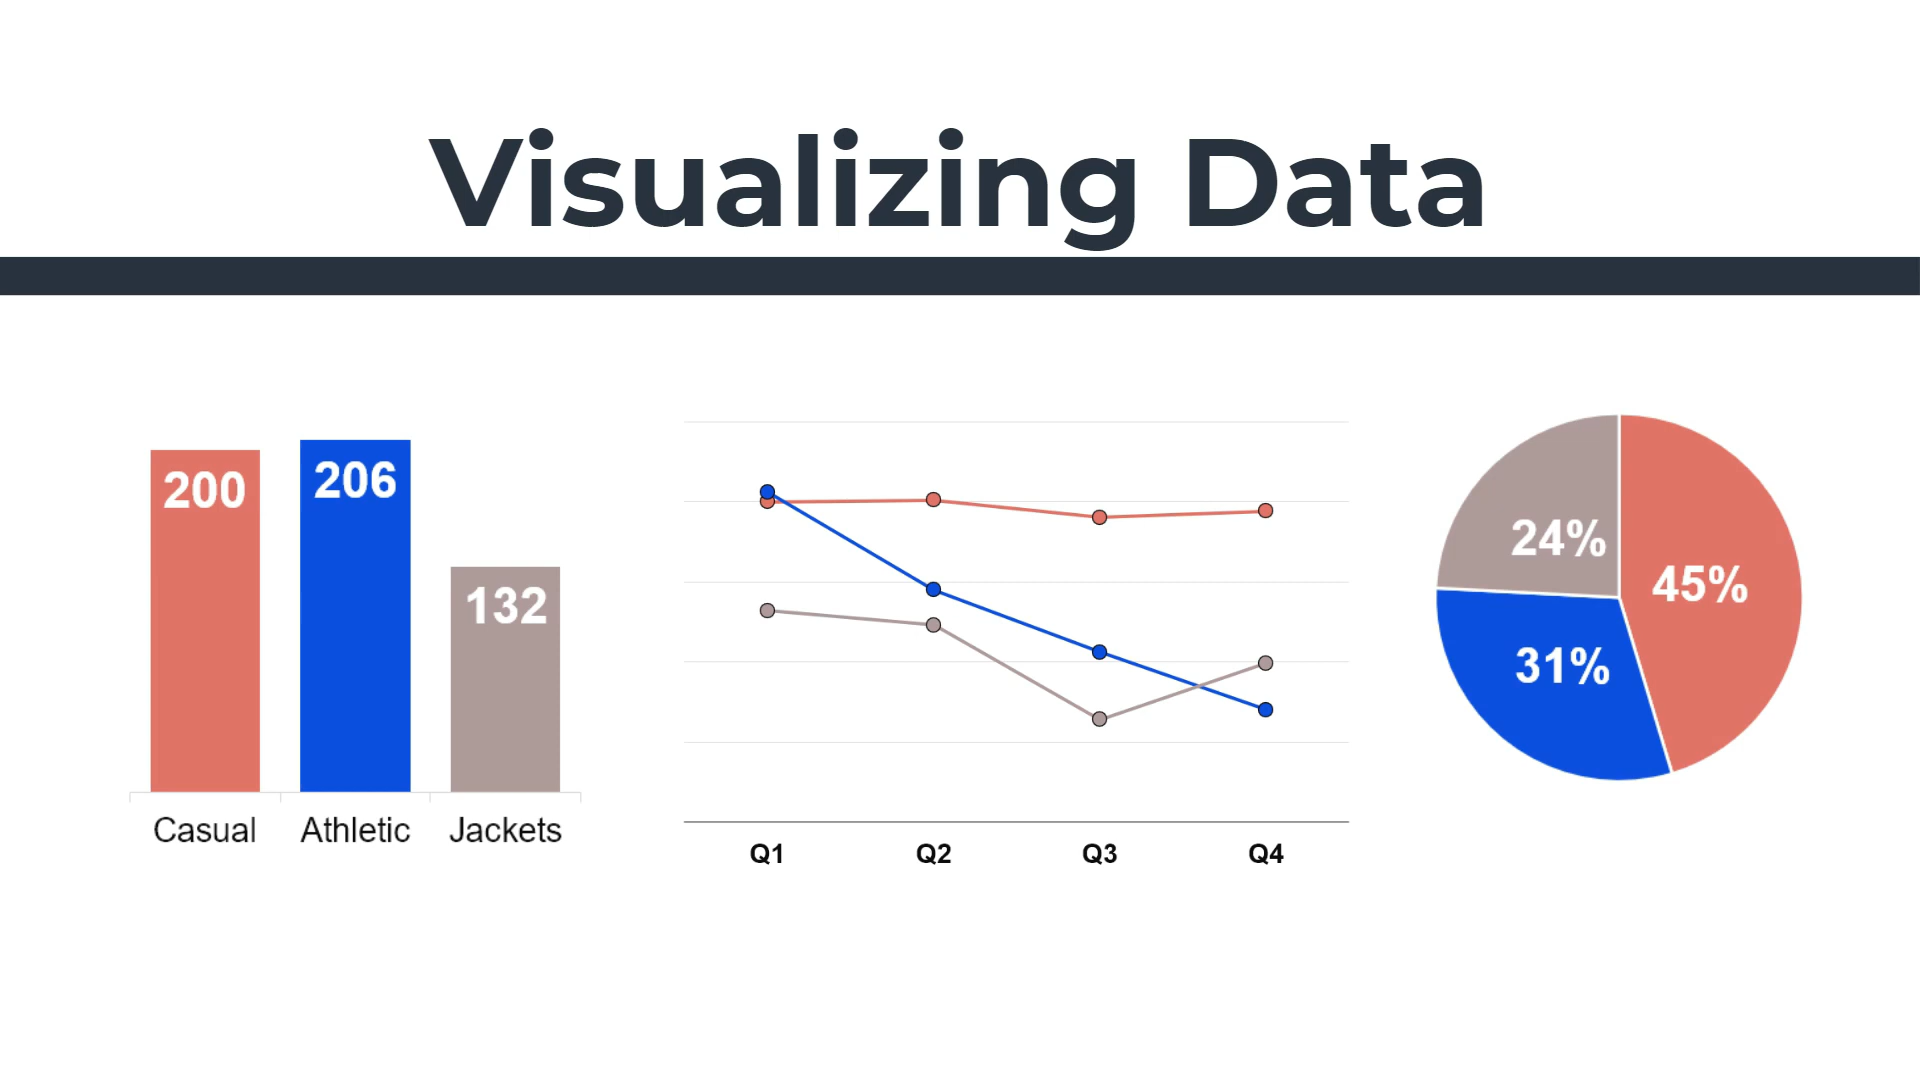 Visualizing Data
200
206
132
Casual Athletic Jackets
Q1 Q2 Q3 Q4
24%
45%
31%